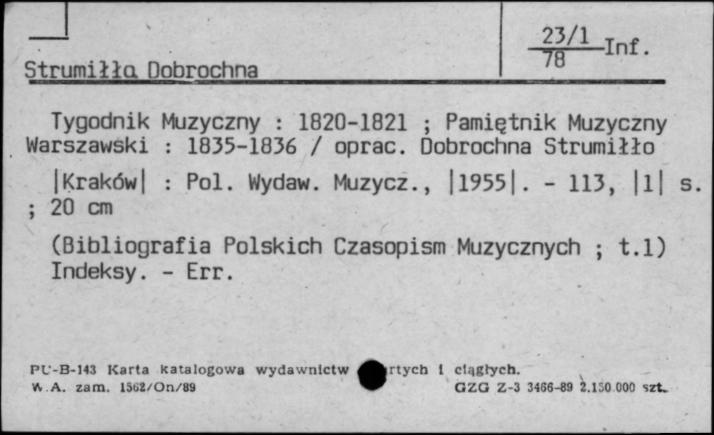 23/1
78 Inf.
Strumiłło Dobrochna
Tygodnik Muzyczny : 1820-1821 ; Pamiętnik Muzyczny
Warszawski : 1835-1836 / oprac. Dobrochna Strumiłło
|Kraków| : Pol. Wydaw. Muzycz., |1955|. - 113, |1| s.
; 20 cm
(Bibliografia Polskich Czasopism Muzycznych ; t.1)
Indeksy. - Err.
PU-B-143 Karta katalogowa wydawnictw rtych i ciągłych.
W.A. zam. 1562/On/89 GZG Z-3 3466-89 2.150.000 szt.